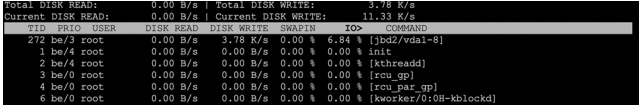 Total DISK READ: 0.00 B/s | Total DISK WRITE: 3.78 K/s
Current DISK READ: 0.00 B/s | Current DISK WRITE: 11.33 K/s
TID PRIO USER DISK READ DISK WRITE SWAPIN IO> COMMAND
272 be/3 root 0.00 B/s 3.78 K/s 0.00 % 6.84 % [jbd2/vda1-8]
1 be/4 root 0.00 B/s 0.00 B/s 0.00 % 0.00 % init
2 be/4 root 0.00 B/s 0.00 B/s 0.00 % 0.00 % [kthreadd]
3 be/0 root 0.00 B/s 0.00 B/s 0.00 % 0.00 % [rcu_gp]
4 be/0 root 0.00 B/s 0.00 B/s 0.00 % 0.00 % [rcu_par_gp]
6 be/0 root 0.00 B/s 0.00 B/s 0.00 % 0.00 % [kworker/0:0H-kblockd]